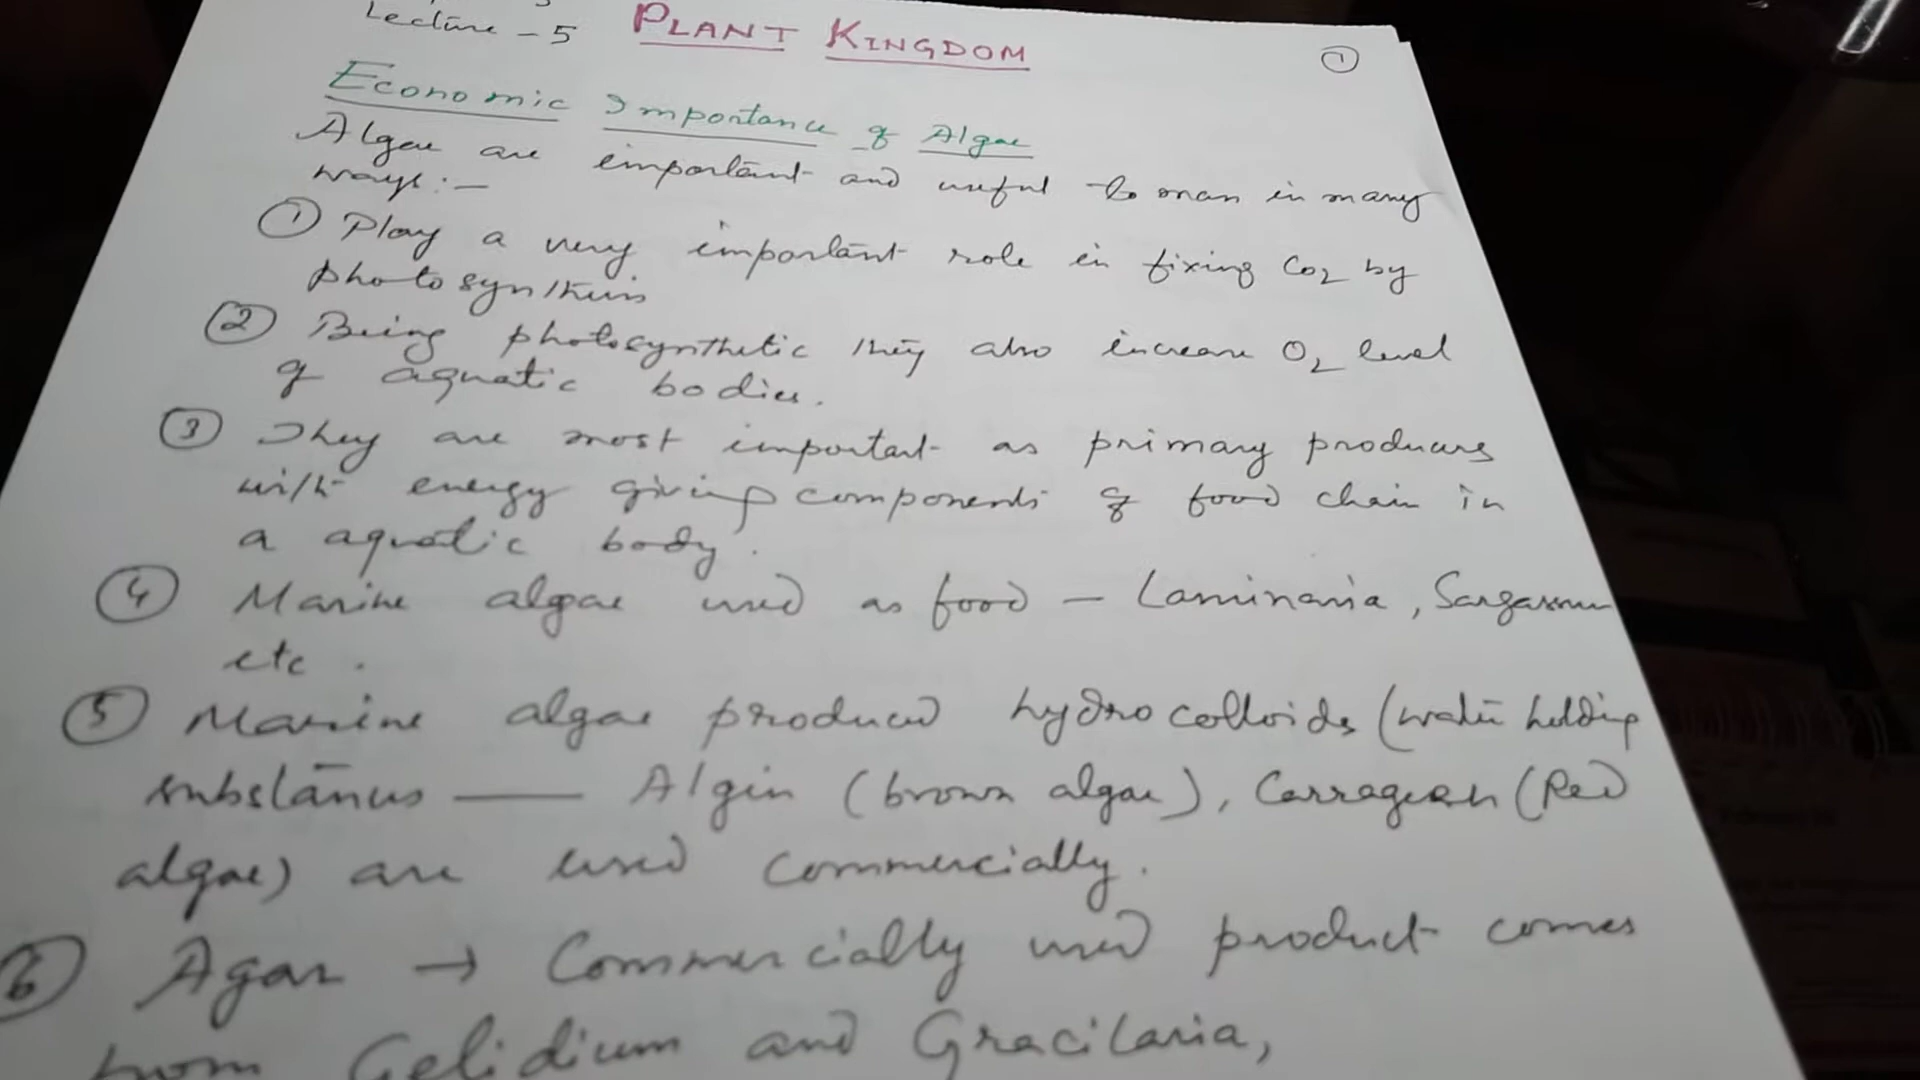 Lecture - 5 PLANT KINGDOM
1
Economic Importance of Algae
Algae are important and useful to man in many
ways:-
1 Play a very important role in fixing CO2 by
photosynthesis
2 Being photosynthetic they also increase O2 level
of aquatic bodies.
3 They are most important as primary producers
with energy giving components of food chain in
a aquatic body.
4 Marine algae used as food - Laminaria, Sargassum
etc.
5 Marine algae produced hydrocolloids (water holding
substances — Algin (brown algae), Carragean (Red
algae) are used commercially.
6 Agar → Commercially used product comes
from Gelidium and Gracilaria,